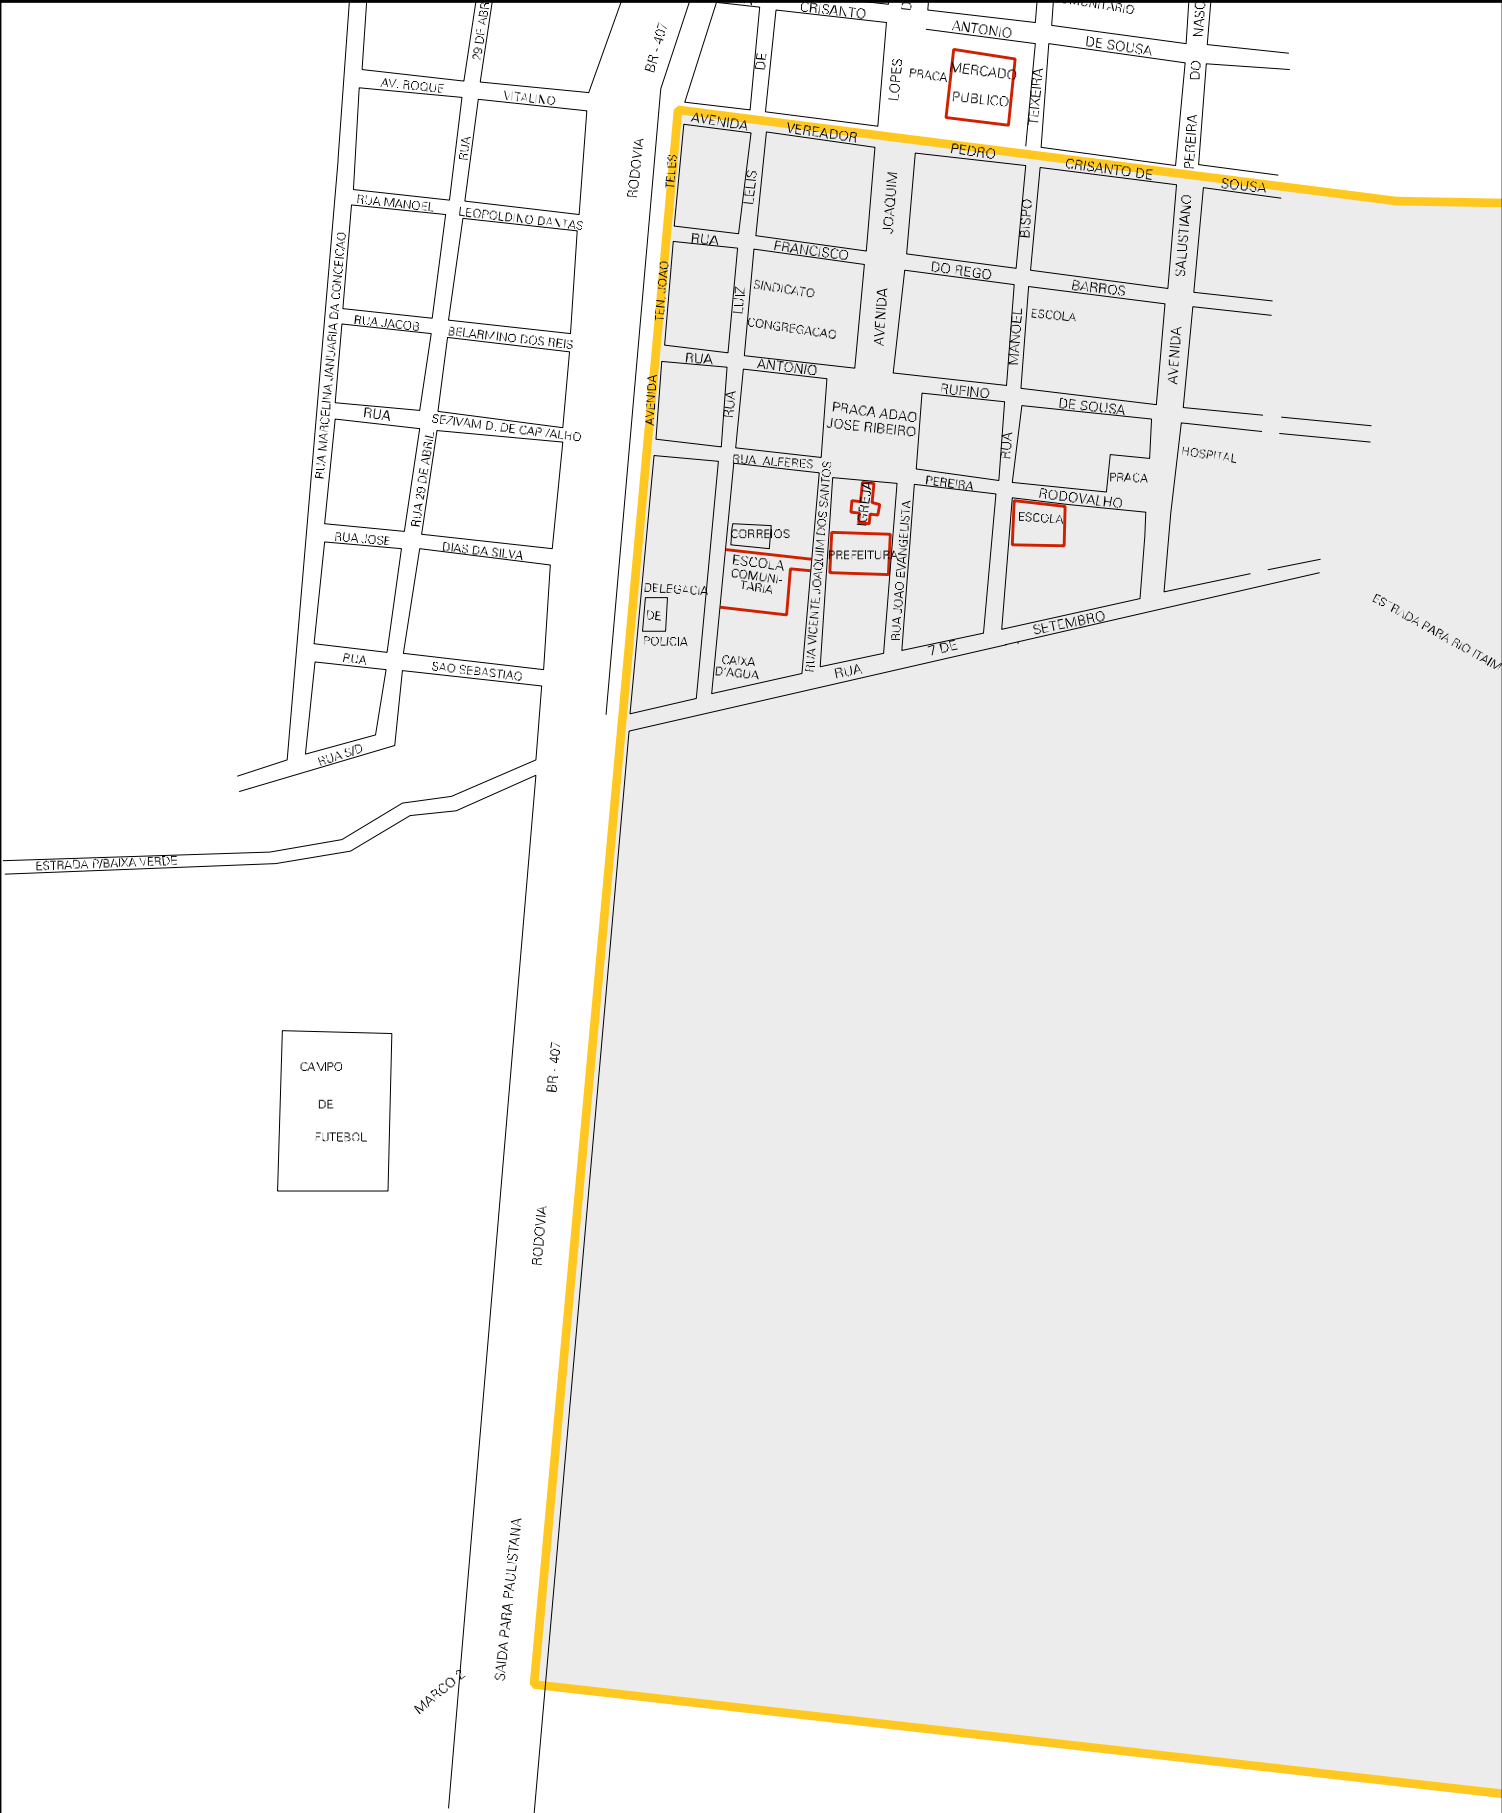 CRISANTO
29 DE ABR
BR - 407
DE
ANTONIO
DE SOUSA
NASC
DO
AV. ROQUE
VITALINO
LOPES
PRACA
MERCADO
PUBLICO
TEIXEIRA
PEREIRA
RUA
RODOVIA
AVENIDA
VEREADOR
PEDRO
CRISANTO DE
SOUSA
TELES
LELIS
JOAQUIM
BISPO
SALUSTIANO
RUA MANOEL
LEOPOLDINO DANTAS
RUA
FRANCISCO
DO REGO
BARROS
RUA MARCELINA JANUARIA DA CONCEICAO
TEN. JOAO
LUIZ
SINDICATO
CONGREGACAO
AVENIDA
MANOEL
ESCOLA
AVENIDA
RUA JACOB
BELARMINO DOS REIS
RUA
ANTONIO
RUFINO
DE SOUSA
AVENIDA
RUA
PRACA ADAO
JOSE RIBEIRO
RUA
RUA
SEZIVAM D. DE CARVALHO
RUA 29 DE ABRIL
RUA ALFERES
PEREIRA
RODOVALHO
PRACA
HOSPITAL
IGREJA
ESCOLA
CORREIOS
PREFEITURA
ESCOLA
COMUNI-
TARIA
RUA VICENTE JOAQUIM DOS SANTOS
RUA JOAO EVANGELISTA
RUA JOSE
DIAS DA SILVA
DELEGACIA
DE
POLICIA
CAIXA
D'AGUA
RUA
7 DE
SETEMBRO
ESTRADA PARA RIO ITAIM
RUA
SAO SEBASTIAO
RUA S/D
ESTRADA P/BAIXA VERDE
CAMPO
DE
FUTEBOL
BR - 407
RODOVIA
SAIDA PARA PAULISTANA
MARCO 2